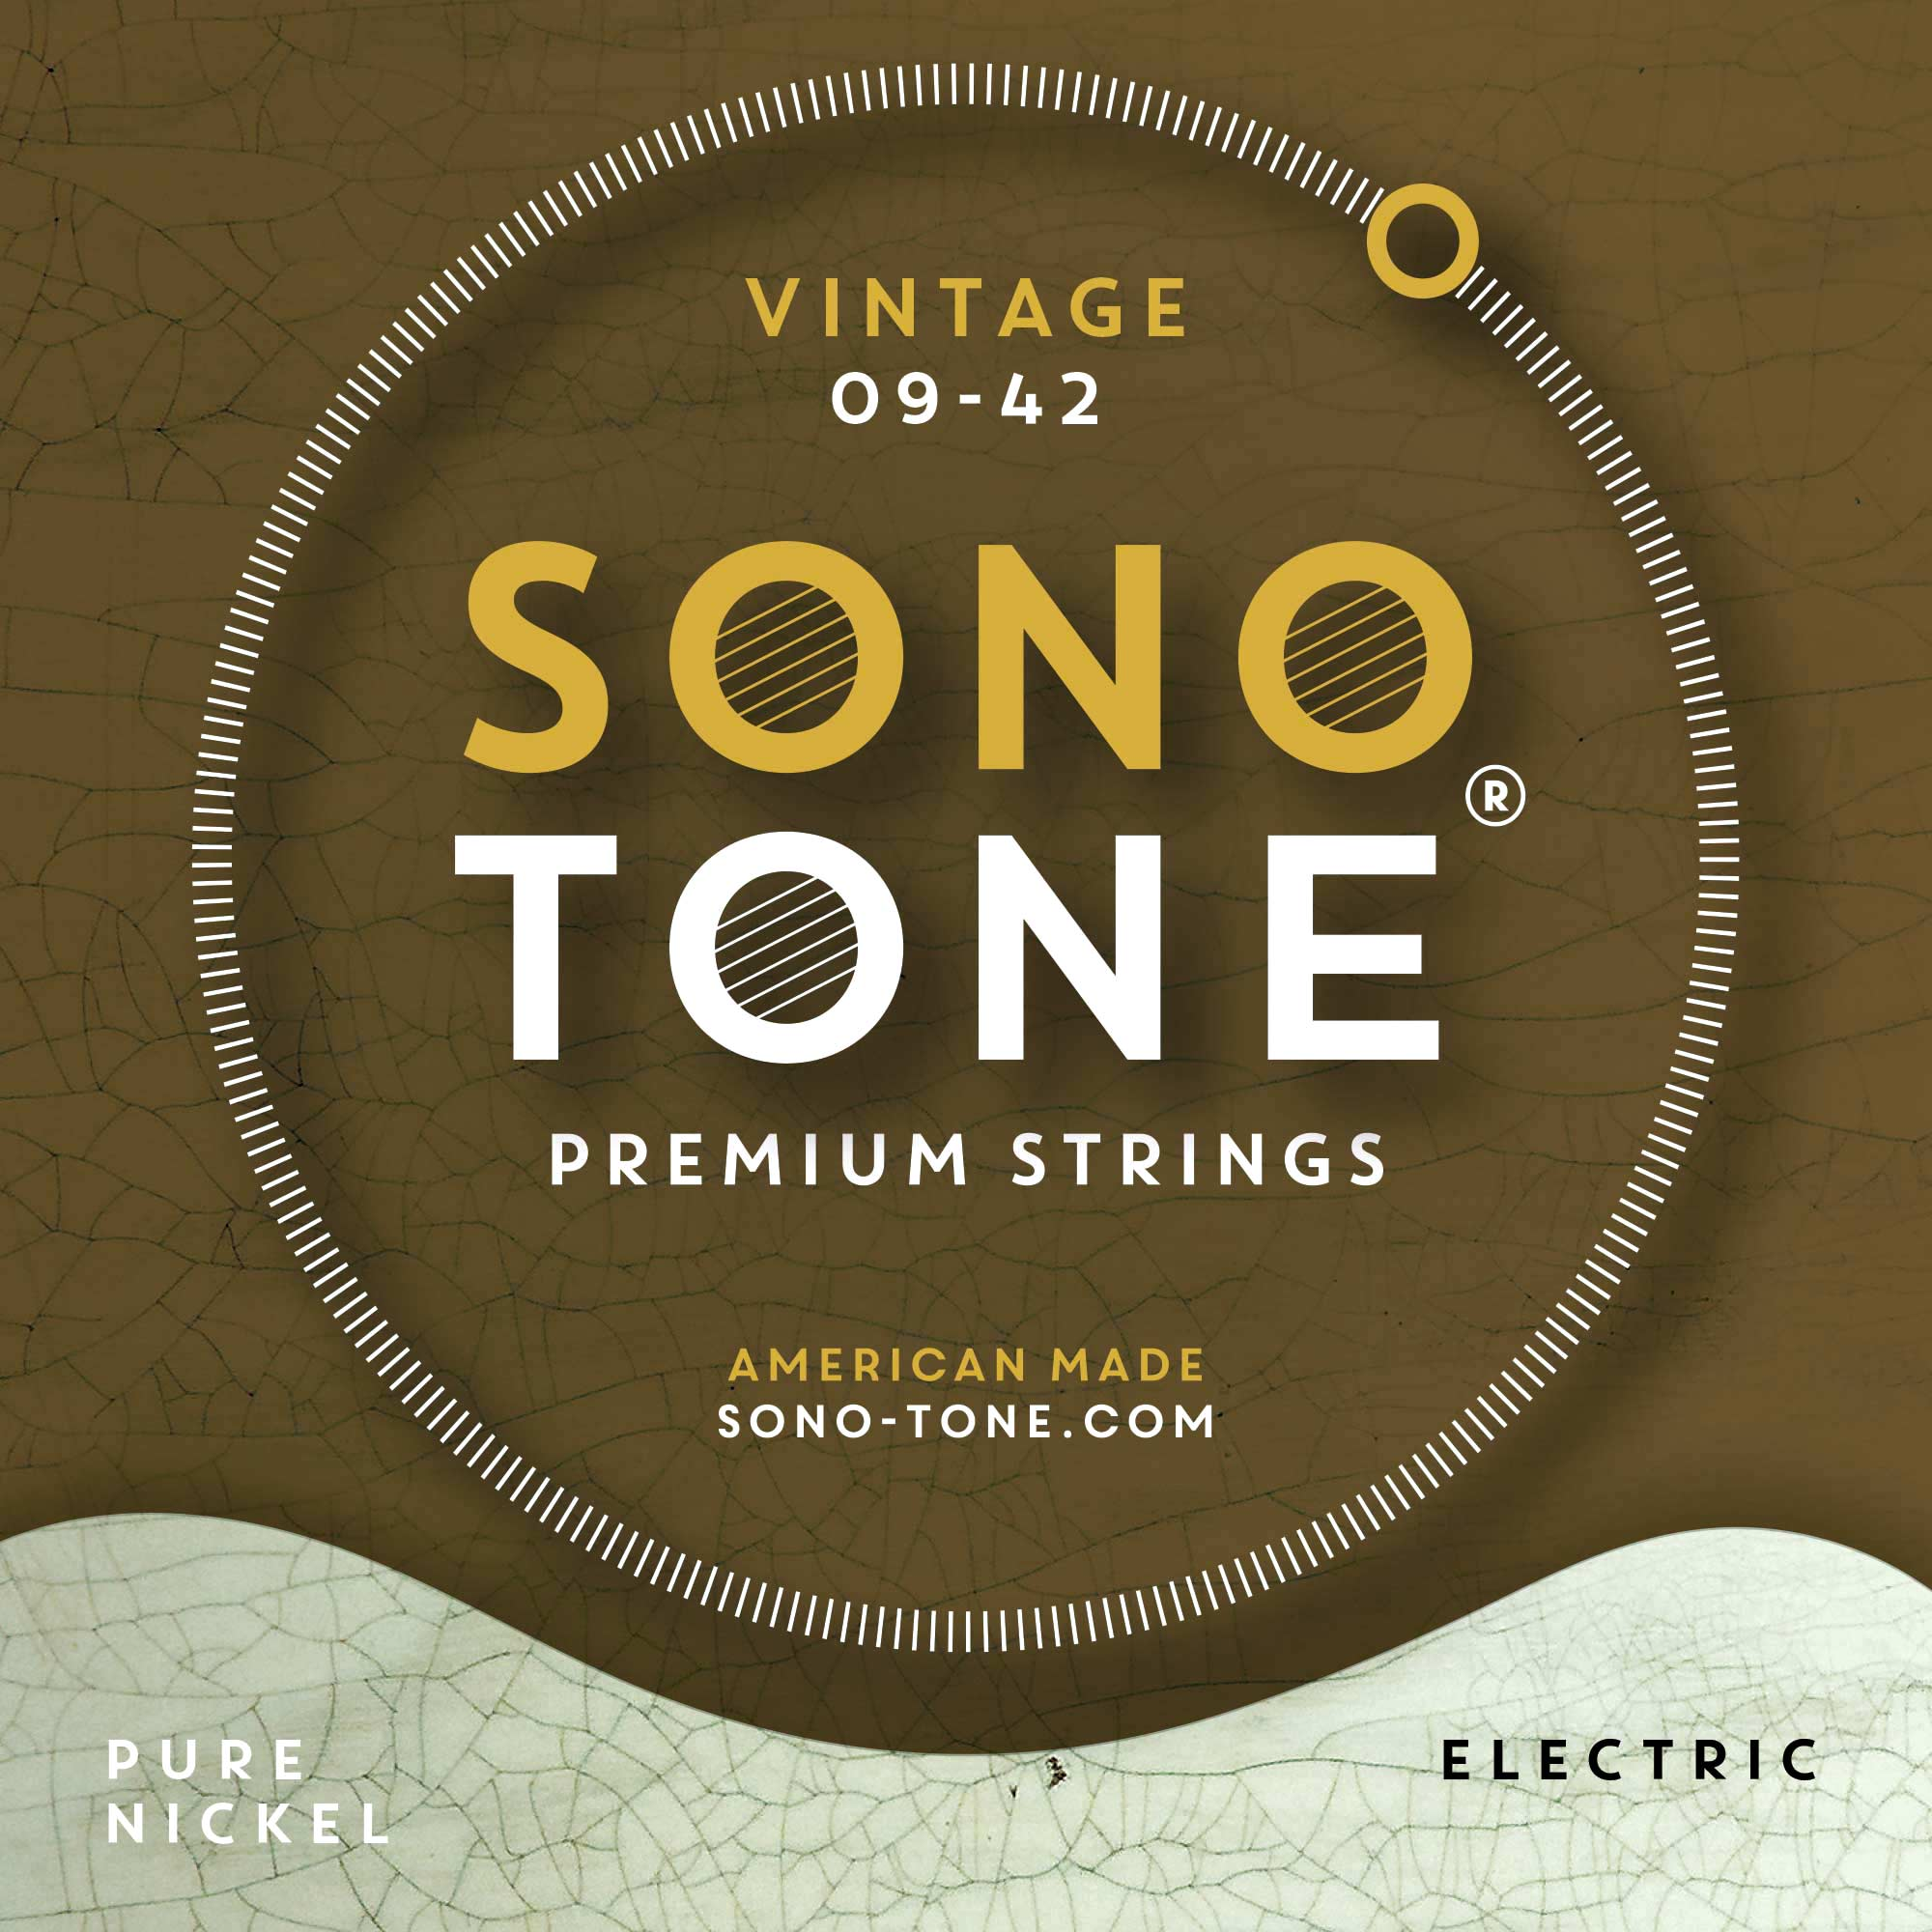 VINTAGE
09-42
SONO
TONE®
PREMIUM STRINGS
AMERICAN MADE
SONO-TONE.COM
PURE
NICKEL
ELECTRIC